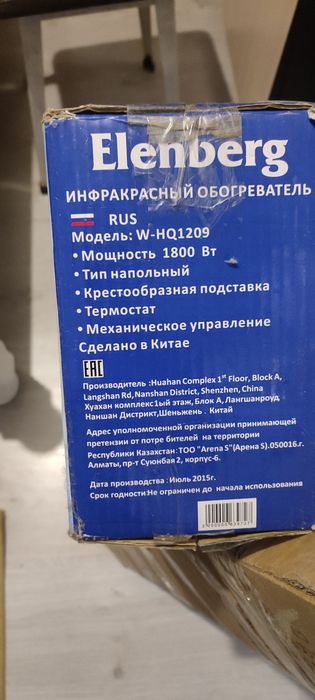 Elenberg
ИНФРАКРАСНЫЙ ОБОГРЕВАТЕЛЬ
RUS
Модель: W-HQ1209
• Мощность 1800 Вт
• Тип напольный
• Крестообразная подставка
• Термостат
• Механическое управление
Сделано в Китае
EAC
Производитель :Huahan Complex 1st Floor, Block A,
Langshan Rd, Nanshan District, Shenzhen, China
Хуахан комплекс1ый этаж, Блок А, Лангшанроуд
Наншан Дистрикт,Шеньжень . Китай
Адрес уполномоченной организации принимающей
претензии от потре бителей на территории
Республики Казахстан: ТОО "Arena S"(Арена S).050016.г.
Алматы, пр-т Суюнбая 2, корпус-6.
Дата производства : Июль 2015г.
Срок годности:Не ограничен до начала использования